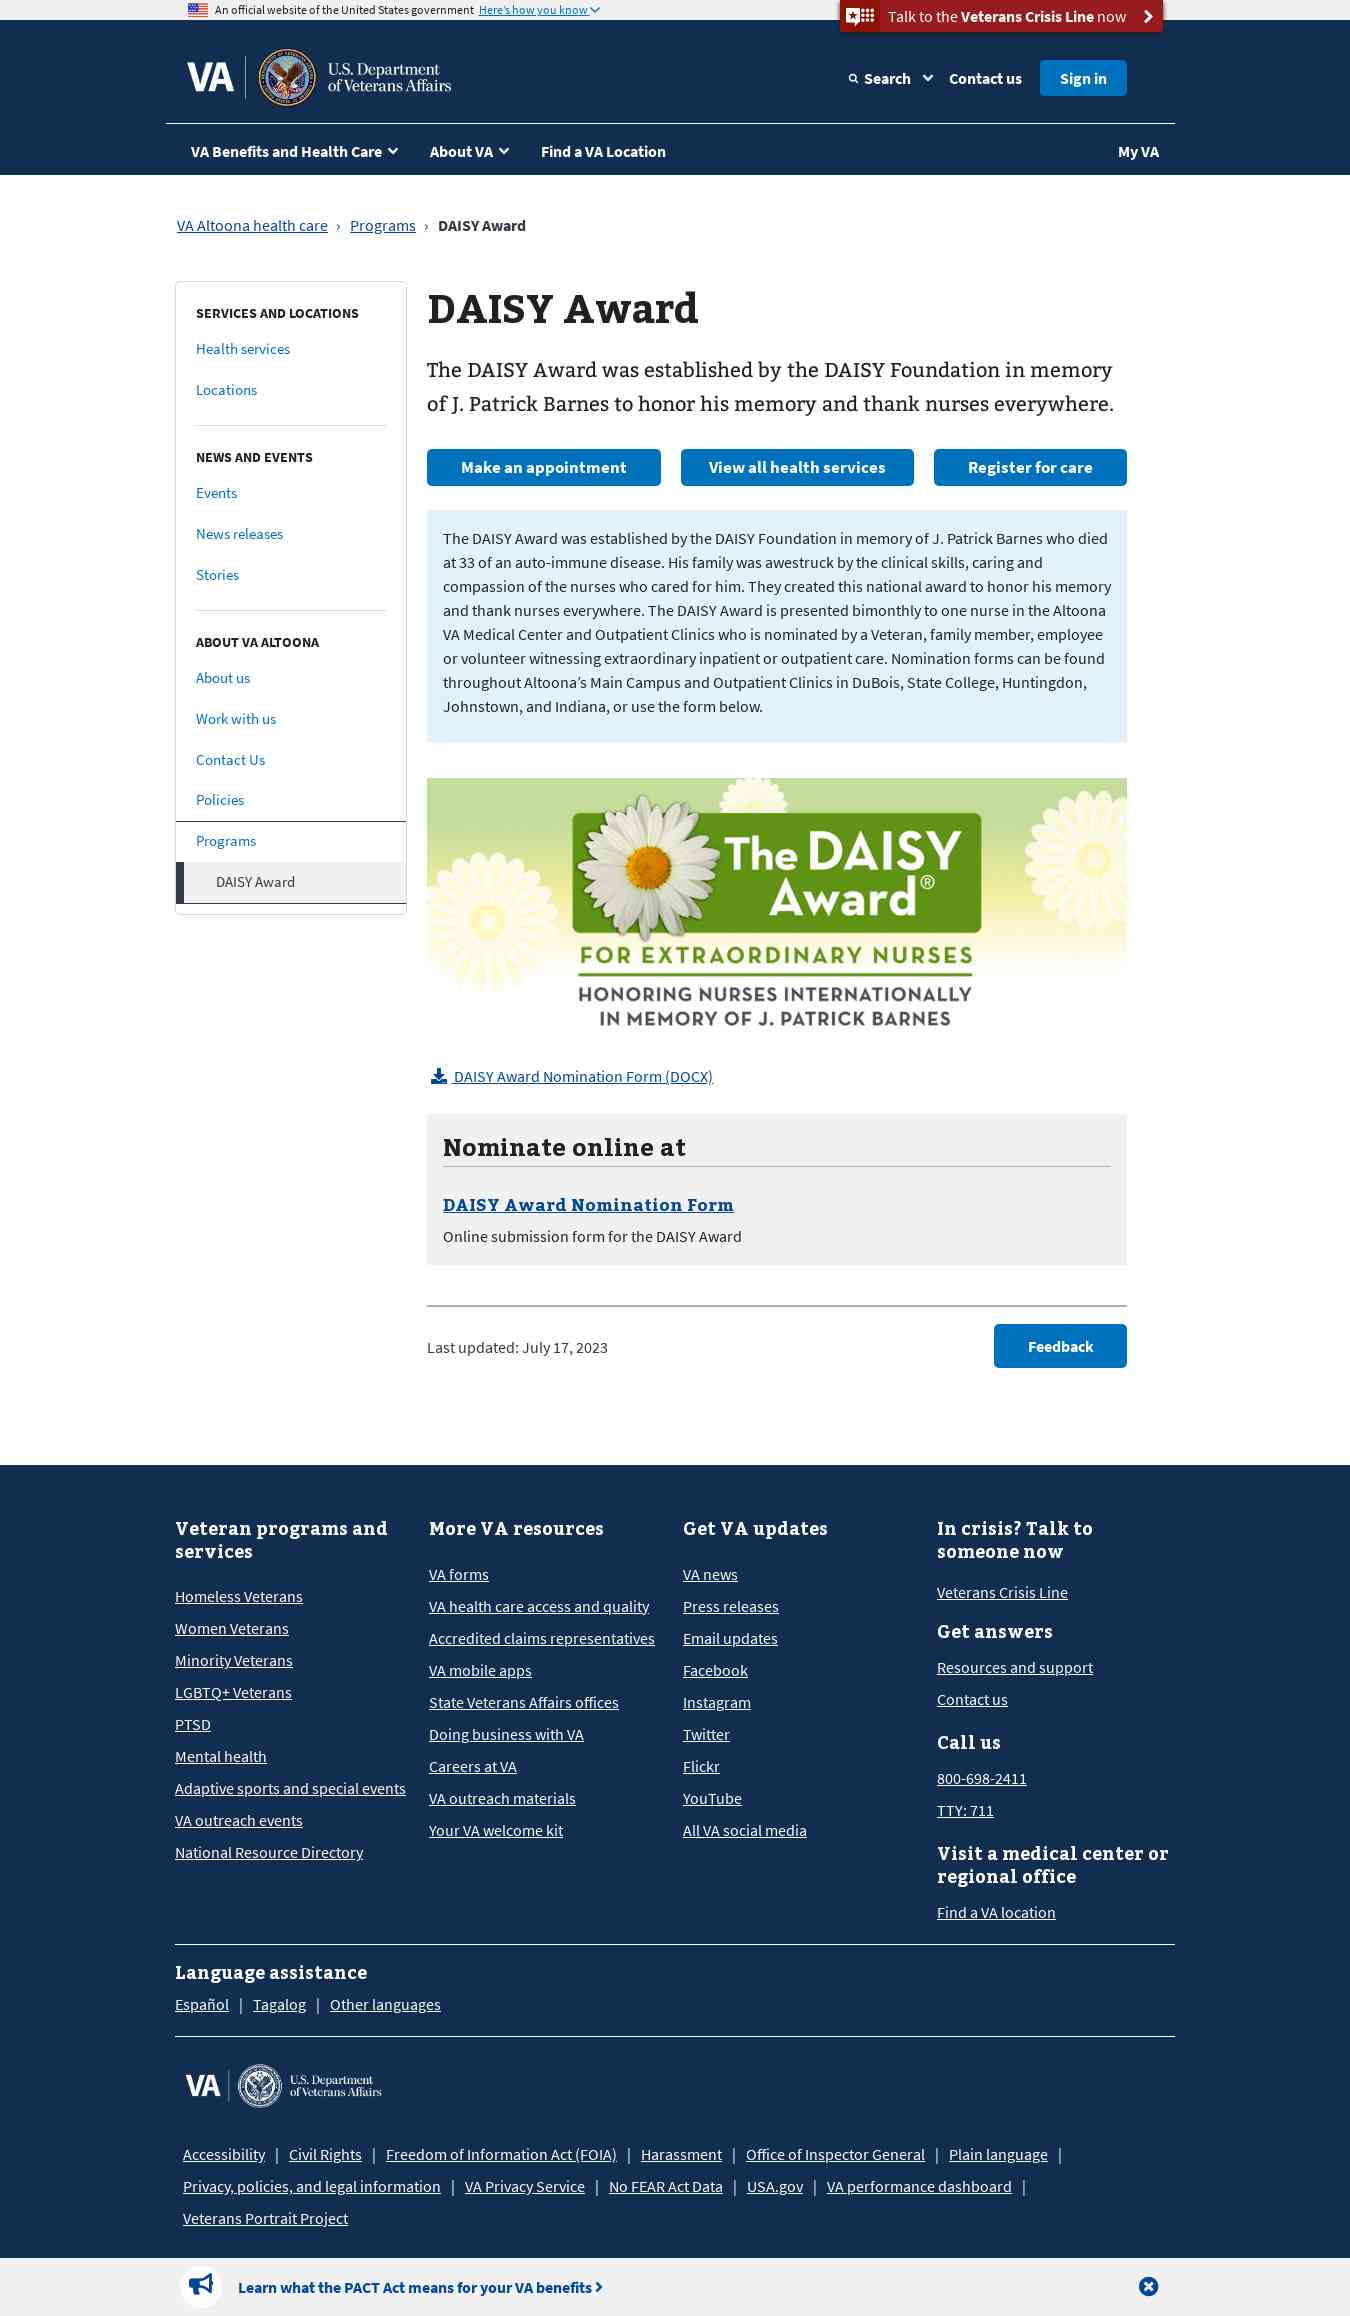 An official website of the United States government Here's how you know
Talk to the Veterans Crisis Line now
VA
U.S. Department
of Veterans Affairs
Search
Contact us
Sign in
VA Benefits and Health Care
About VA
Find a VA Location
My VA
VA Altoona health care › Programs › DAISY Award
SERVICES AND LOCATIONS
Health services
Locations
NEWS AND EVENTS
Events
News releases
Stories
ABOUT VA ALTOONA
About us
Work with us
Contact Us
Policies
Programs
DAISY Award
DAISY Award
The DAISY Award was established by the DAISY Foundation in memory
of J. Patrick Barnes to honor his memory and thank nurses everywhere.
Make an appointment
View all health services
Register for care
The DAISY Award was established by the DAISY Foundation in memory of J. Patrick Barnes who died
at 33 of an auto-immune disease. His family was awestruck by the clinical skills, caring and
compassion of the nurses who cared for him. They created this national award to honor his memory
and thank nurses everywhere. The DAISY Award is presented bimonthly to one nurse in the Altoona
VA Medical Center and Outpatient Clinics who is nominated by a Veteran, family member, employee
or volunteer witnessing extraordinary inpatient or outpatient care. Nomination forms can be found
throughout Altoona’s Main Campus and Outpatient Clinics in DuBois, State College, Huntingdon,
Johnstown, and Indiana, or use the form below.
The DAISY
Award®
FOR EXTRAORDINARY NURSES
HONORING NURSES INTERNATIONALLY
IN MEMORY OF J. PATRICK BARNES
DAISY Award Nomination Form (DOCX)
Nominate online at
DAISY Award Nomination Form
Online submission form for the DAISY Award
Last updated: July 17, 2023
Feedback
Veteran programs and
services
Homeless Veterans
Women Veterans
Minority Veterans
LGBTQ+ Veterans
PTSD
Mental health
Adaptive sports and special events
VA outreach events
National Resource Directory
More VA resources
VA forms
VA health care access and quality
Accredited claims representatives
VA mobile apps
State Veterans Affairs offices
Doing business with VA
Careers at VA
VA outreach materials
Your VA welcome kit
Get VA updates
VA news
Press releases
Email updates
Facebook
Instagram
Twitter
Flickr
YouTube
All VA social media
In crisis? Talk to
someone now
Veterans Crisis Line
Get answers
Resources and support
Contact us
Call us
800-698-2411
TTY: 711
Visit a medical center or
regional office
Find a VA location
Language assistance
Español | Tagalog | Other languages
VA
U.S. Department
of Veterans Affairs
Accessibility | Civil Rights | Freedom of Information Act (FOIA) | Harassment | Office of Inspector General | Plain language |
Privacy, policies, and legal information | VA Privacy Service | No FEAR Act Data | USA.gov | VA performance dashboard |
Veterans Portrait Project
Learn what the PACT Act means for your VA benefits